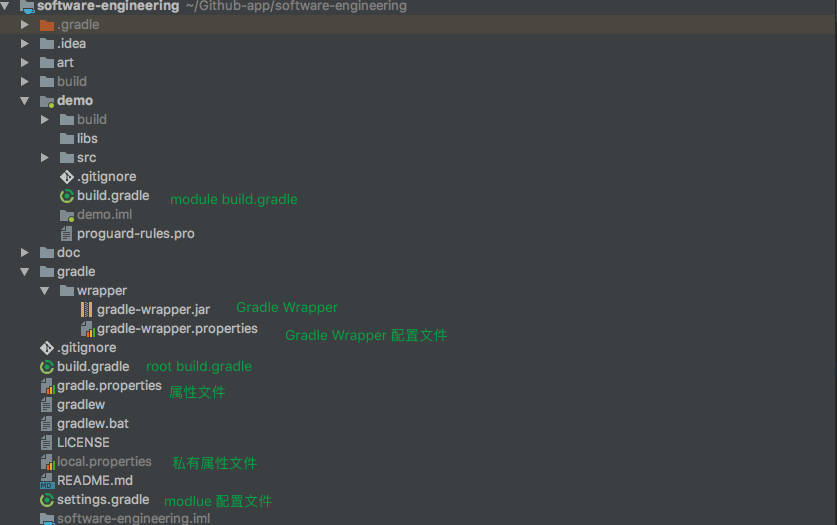 software-engineering ~/Github-app/software-engineering
.gradle
.idea
art
build
demo
build
libs
src
.gitignore
build.gradle module build.gradle
demo.iml
proguard-rules.pro
doc
gradle
wrapper
gradle-wrapper.jar Gradle Wrapper
gradle-wrapper.properties Gradle Wrapper 配置文件
.gitignore
build.gradle root build.gradle
gradle.properties 属性文件
gradlew
gradlew.bat
LICENSE
local.properties 私有属性文件
README.md
settings.gradle modlue 配置文件
software-engineering.iml